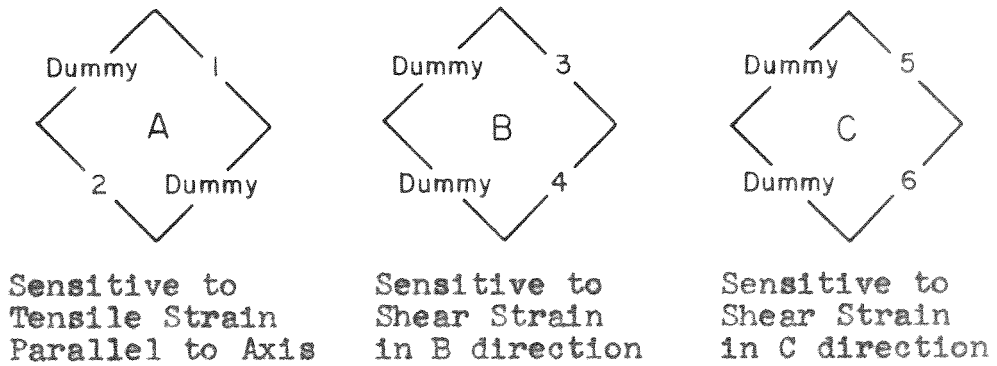 Dummy 1
A
2 Dummy
Dummy 3
B
Dummy 4
Dummy 5
C
Dummy 6
Sensitive to
Tensile Strain
Parallel to Axis
Sensitive to
Shear Strain
in B direction
Sensitive to
Shear Strain
in C direction